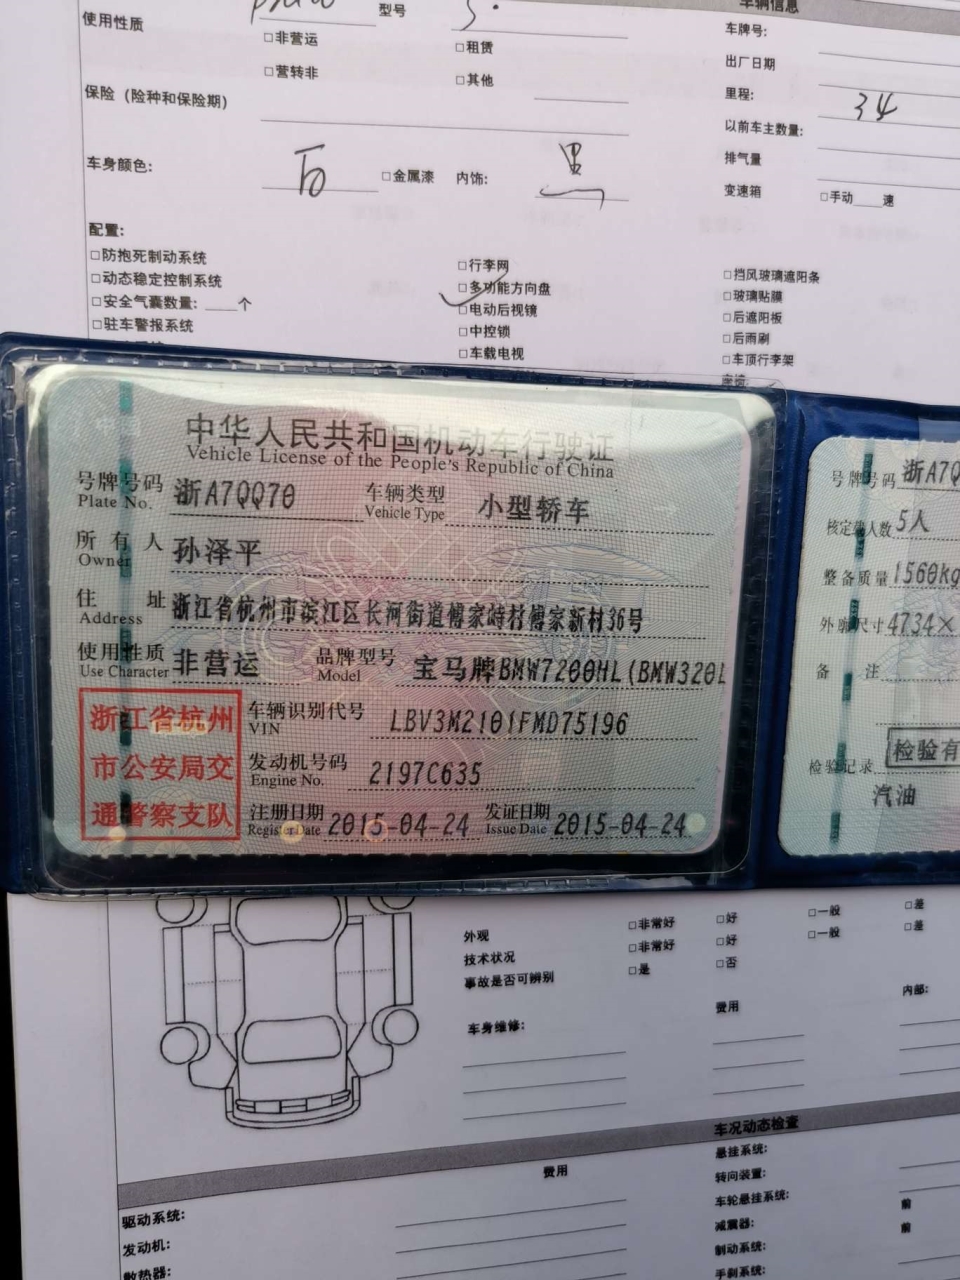 车辆信息
型号
使用性质
车牌号:
□非营运
□租赁
出厂日期
□营转非
□其他
里程:
34
保险（险种和保险期）
以前车主数量:
排气量
车身颜色:
白
□金属漆
内饰:
黑
变速箱
□手动___速
配置:
□防抱死制动系统
□行李网
□挡风玻璃遮阳条
□动态稳定控制系统
□多功能方向盘
□玻璃贴膜
□安全气囊数量: ____个
□电动后视镜
□后遮阳板
□驻车警报系统
□中控锁
□后雨刷
□车载电视
□车顶行李架
中华人民共和国机动车行驶证
Vehicle License of the People's Republic of China
号牌号码 浙A7QQ70 车辆类型 小型轿车
Plate No. Vehicle Type
所有人 孙泽平
Owner
住址 浙江省杭州市滨江区长河街道傅家峙村傅家新村36号
Address
使用性质 非营运 品牌型号 宝马牌BMW7200HL(BMW320L
Use Character Model
浙江省杭州
市公安局交
通警察支队
车辆识别代号 LBV3M2101FMD75196
VIN
发动机号码 2197C635
Engine No.
注册日期 2015-04-24 发证日期 2015-04-24
Register Date Issue Date
号牌号码 浙A7Q
核定载人数 5人
整备质量 1560kg
外廓尺寸 4734×
备注
检验记录 检验有
汽油
外观
□非常好
□好
□一般
□差
技术状况
□非常好
□好
□一般
□差
事故是否可辨别
□是
□否
车身维修:
费用
内部:
车况动态检查
费用
悬挂系统:
转向装置:
驱动系统:
车轮悬挂系统:
前
发动机:
减震器:
前
散热器:
制动系统:
手刹系统: